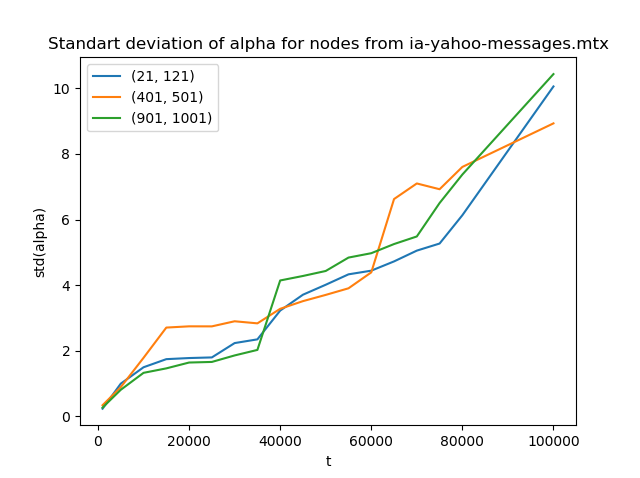 Standart deviation of alpha for nodes from ia-yahoo-messages.mtx
(21, 121)
(401, 501)
(901, 1001)
std(alpha)
10
8
6
4
2
0
0 20000 40000 60000 80000 100000
t